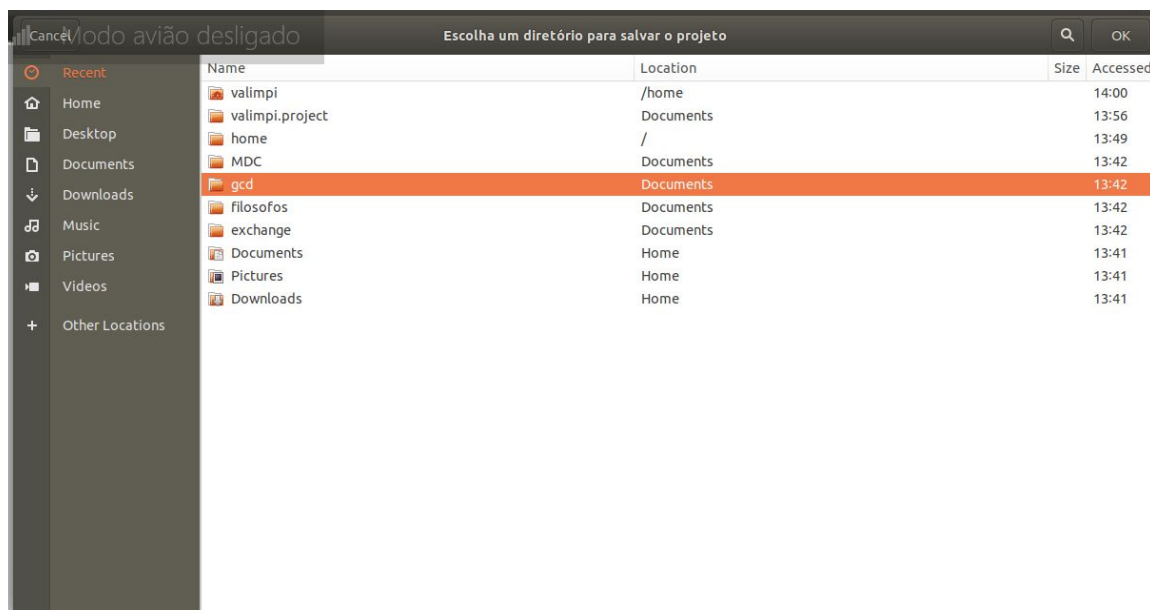 Cancel Modo avião desligado Escolha um diretório para salvar o projeto OK
Recent
Home
Desktop
Documents
Downloads
Music
Pictures
Videos
Other Locations
Name Location Size Accessed
valimpi /home 14:00
valimpi.project Documents 13:56
home / 13:49
MDC Documents 13:42
gcd Documents 13:42
filosofos Documents 13:42
exchange Documents 13:42
Documents Home 13:41
Pictures Home 13:41
Downloads Home 13:41